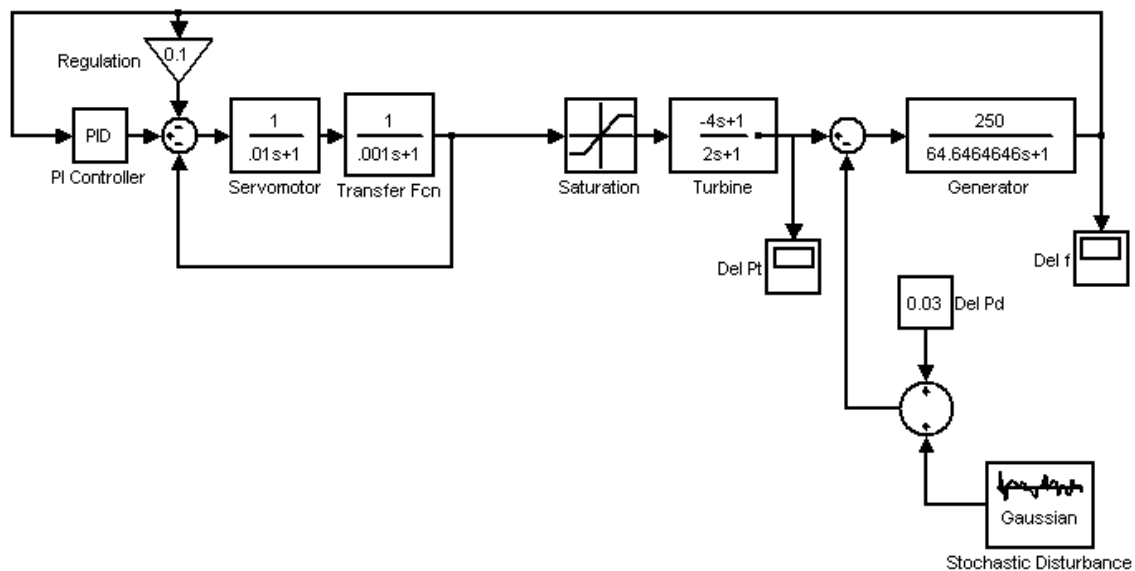 0.1
Regulation
PID
PI Controller
1
.01s+1
Servomotor
1
.001s+1
Transfer Fcn
Saturation
-4s+1
2s+1
Turbine
250
64.6464646s+1
Generator
Del Pt
Del f
0.03
Del Pd
Gaussian
Stochastic Disturbance